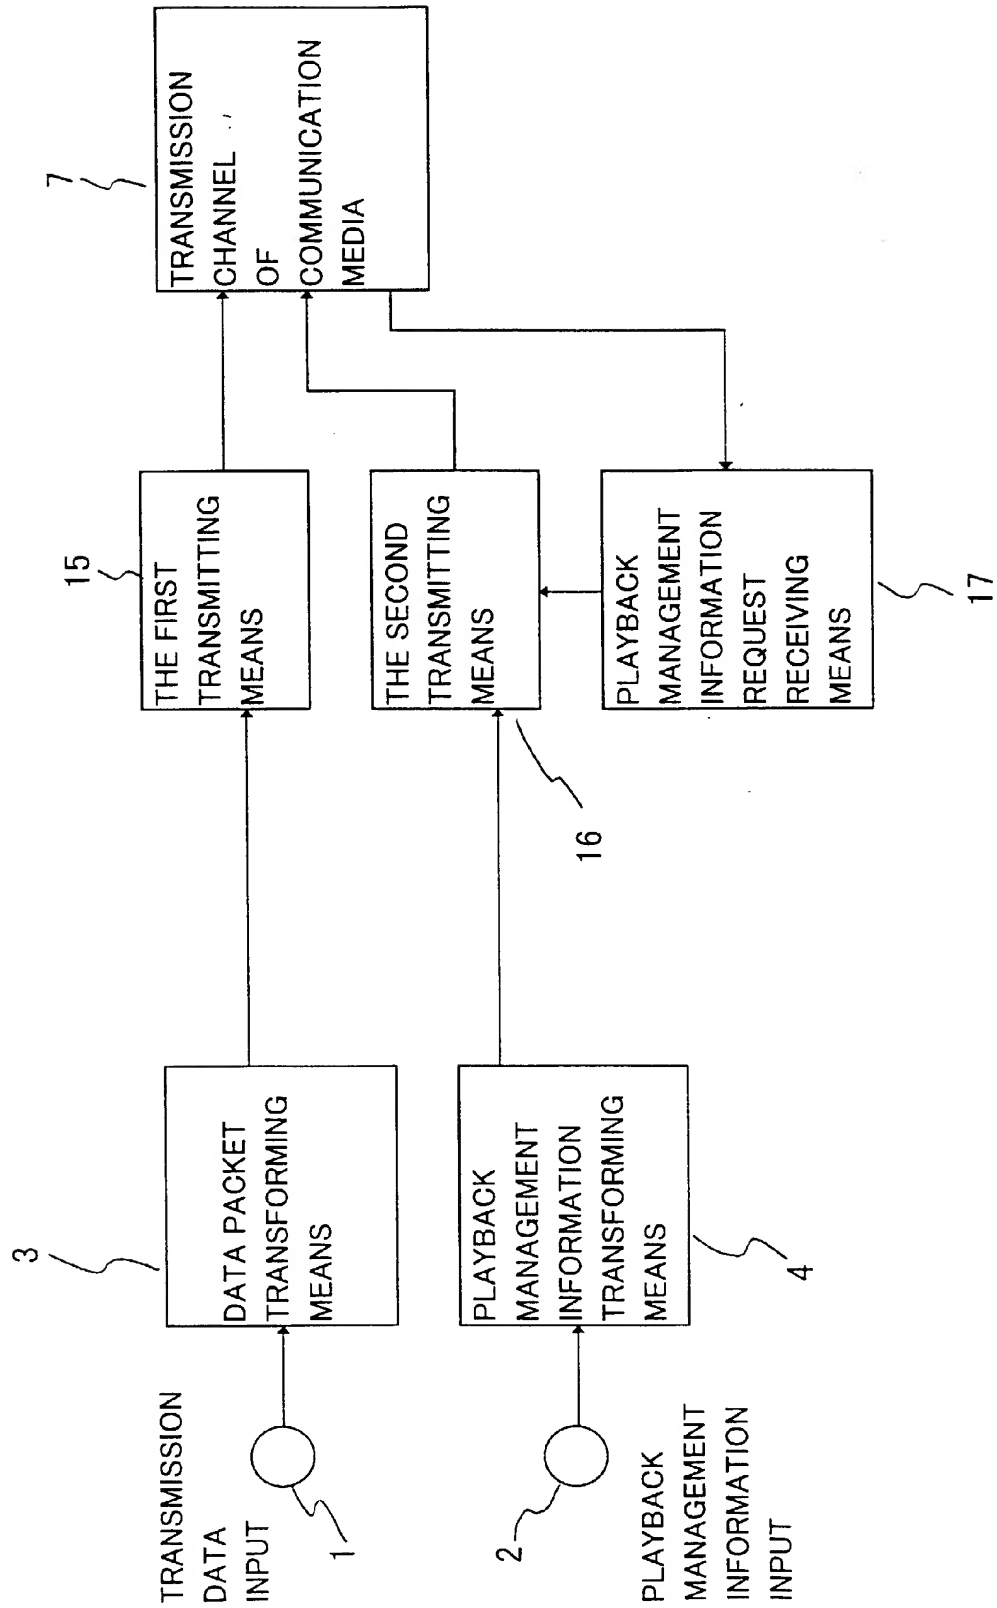 TRANSMISSION
DATA
INPUT
1
3
DATA PACKET
TRANSFORMING
MEANS
15
THE FIRST
TRANSMITTING
MEANS
7
TRANSMISSION
CHANNEL
OF
COMMUNICATION
MEDIA
2
PLAYBACK
MANAGEMENT
INFORMATION
INPUT
PLAYBACK
MANAGEMENT
INFORMATION
TRANSFORMING
MEANS
4
THE SECOND
TRANSMITTING
MEANS
16
PLAYBACK
MANAGEMENT
INFORMATION
REQUEST
RECEIVING
MEANS
17